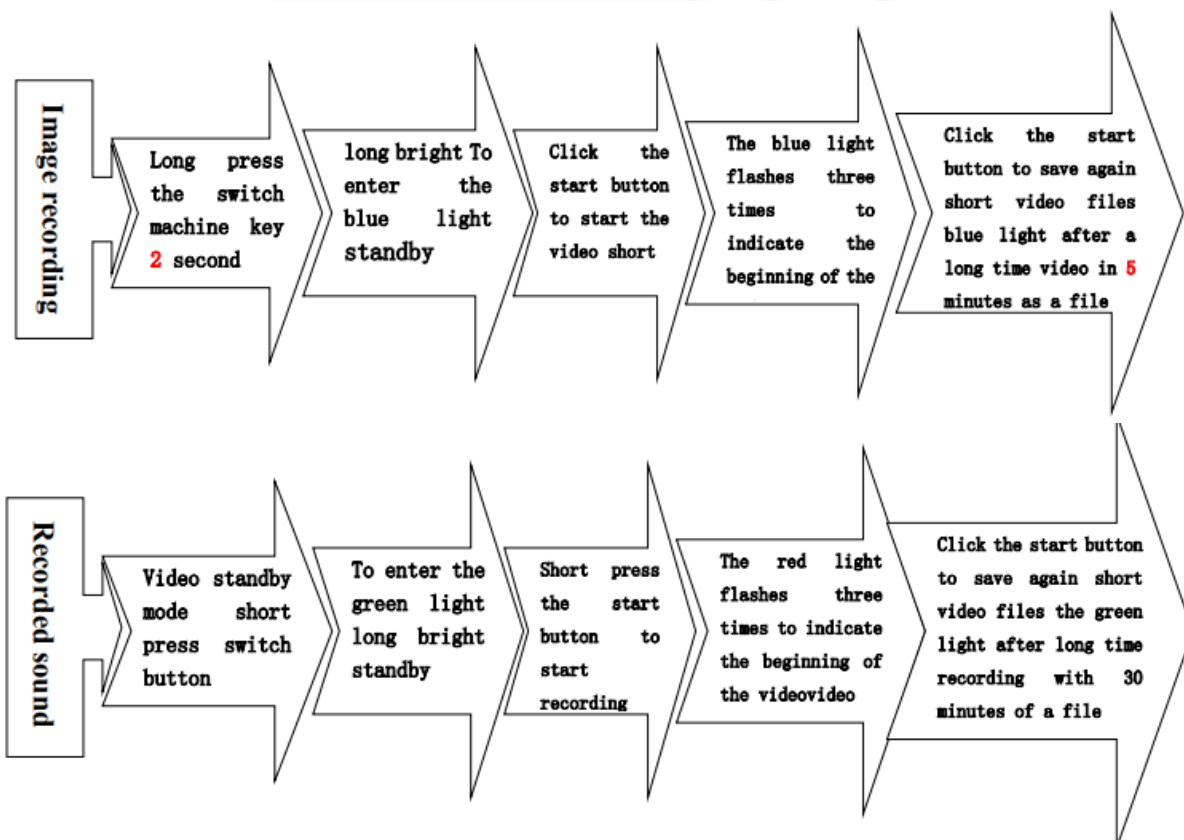 Image recording
Long press
the switch
machine key
2 second
long bright To
enter the
blue light
standby
Click the
start button
to start the
video short
The blue light
flashes three
times to
indicate the
beginning of the
Click the start
button to save again
short video files
blue light after a
long time video in 5
minutes as a file
Recorded sound
Video standby
mode short
press switch
button
To enter the
green light
long bright
standby
Short press
the start
button to
start
recording
The red light
flashes three
times to indicate
the beginning of
the videovideo
Click the start button
to save again short
video files the green
light after long time
recording with 30
minutes of a file